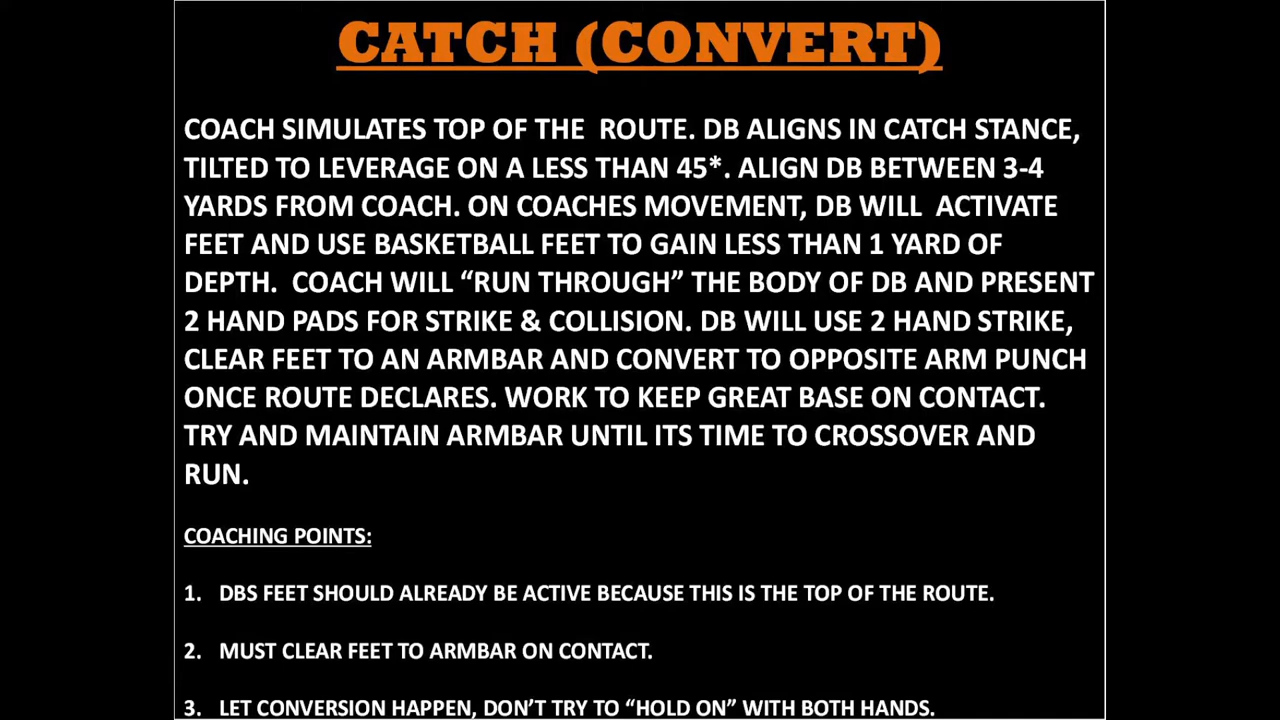 CATCH (CONVERT)
COACH SIMULATES TOP OF THE ROUTE. DB ALIGNS IN CATCH STANCE,
TILTED TO LEVERAGE ON A LESS THAN 45*. ALIGN DB BETWEEN 3-4
YARDS FROM COACH. ON COACHES MOVEMENT, DB WILL ACTIVATE
FEET AND USE BASKETBALL FEET TO GAIN LESS THAN 1 YARD OF
DEPTH. COACH WILL “RUN THROUGH” THE BODY OF DB AND PRESENT
2 HAND PADS FOR STRIKE & COLLISION. DB WILL USE 2 HAND STRIKE,
CLEAR FEET TO AN ARMBAR AND CONVERT TO OPPOSITE ARM PUNCH
ONCE ROUTE DECLARES. WORK TO KEEP GREAT BASE ON CONTACT.
TRY AND MAINTAIN ARMBAR UNTIL ITS TIME TO CROSSOVER AND
RUN.
COACHING POINTS:
1. DBS FEET SHOULD ALREADY BE ACTIVE BECAUSE THIS IS THE TOP OF THE ROUTE.
2. MUST CLEAR FEET TO ARMBAR ON CONTACT.
3. LET CONVERSION HAPPEN, DON’T TRY TO “HOLD ON” WITH BOTH HANDS.